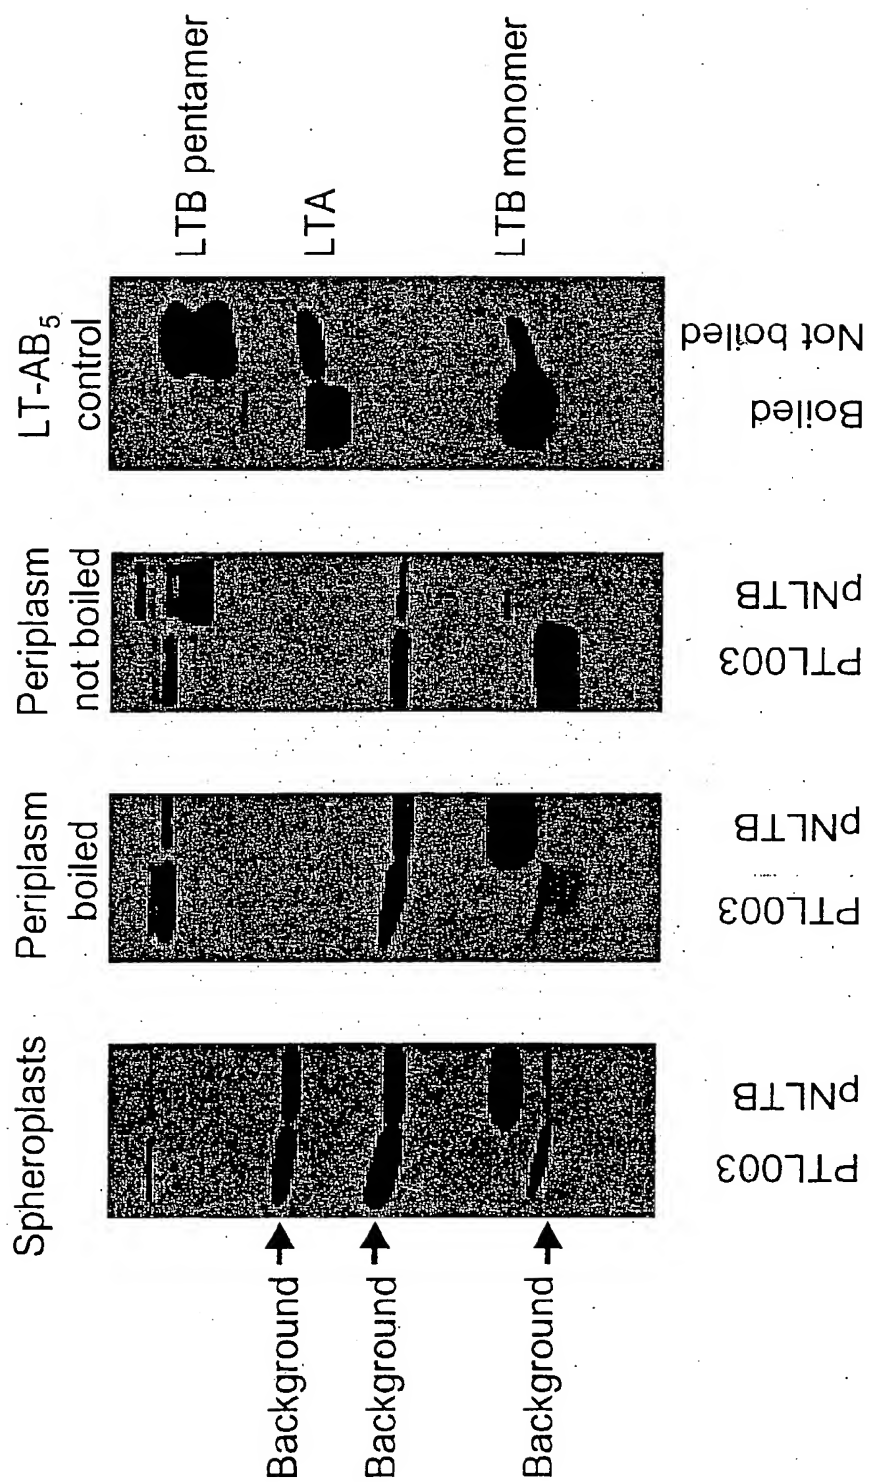 Spheroplasts
Periplasm
boiled
Periplasm
not boiled
LT-AB5
control
Background
Background
Background
LTB pentamer
LTA
LTB monomer
PTL003
pNLTB
PTL003
pNLTB
PTL003
pNLTB
Boiled
Not boiled